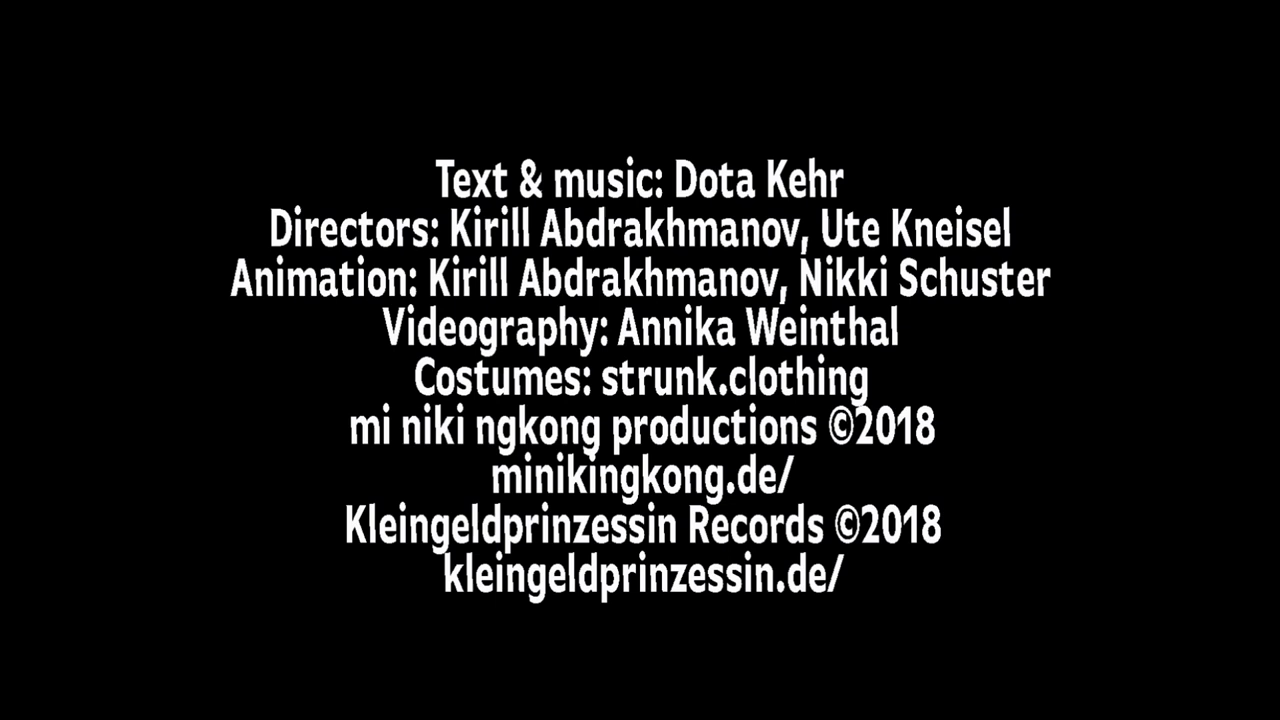 Text & music: Dota Kehr
Directors: Kirill Abdrakhmanov, Ute Kneisel
Animation: Kirill Abdrakhmanov, Nikki Schuster
Videography: Annika Weinthal
Costumes: strunk.clothing
mi niki ngkong productions ©2018
minikingkong.de/
Kleingeldprinzessin Records ©2018
kleingeldprinzessin.de/